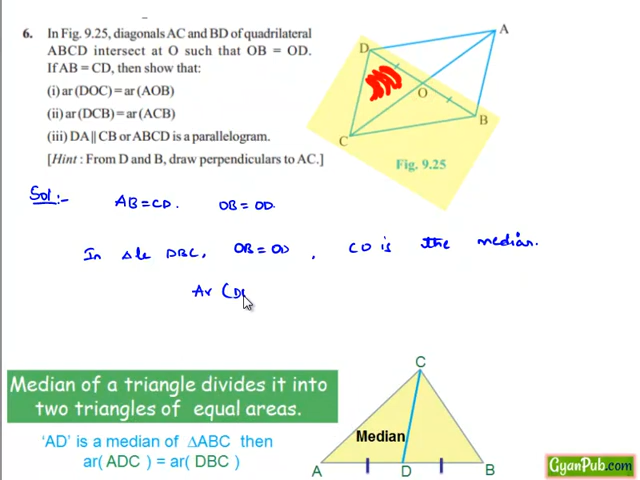 6. In Fig. 9.25, diagonals AC and BD of quadrilateral
ABCD intersect at O such that OB = OD.
If AB = CD, then show that:
(i) ar (DOC) = ar (AOB)
(ii) ar (DCB) = ar (ACB)
(iii) DA || CB or ABCD is a parallelogram.
[Hint : From D and B, draw perpendiculars to AC.]
A
D
O
B
C
Fig. 9.25
Sol:- AB=CD. OB = OD.
In Δle DBC, OB = OD , CO is the median.
Ar (D
Median of a triangle divides it into
two triangles of equal areas.
'AD' is a median of ΔABC then
ar( ADC ) = ar( DBC )
C
Median
A
D
B
GyanPub.com